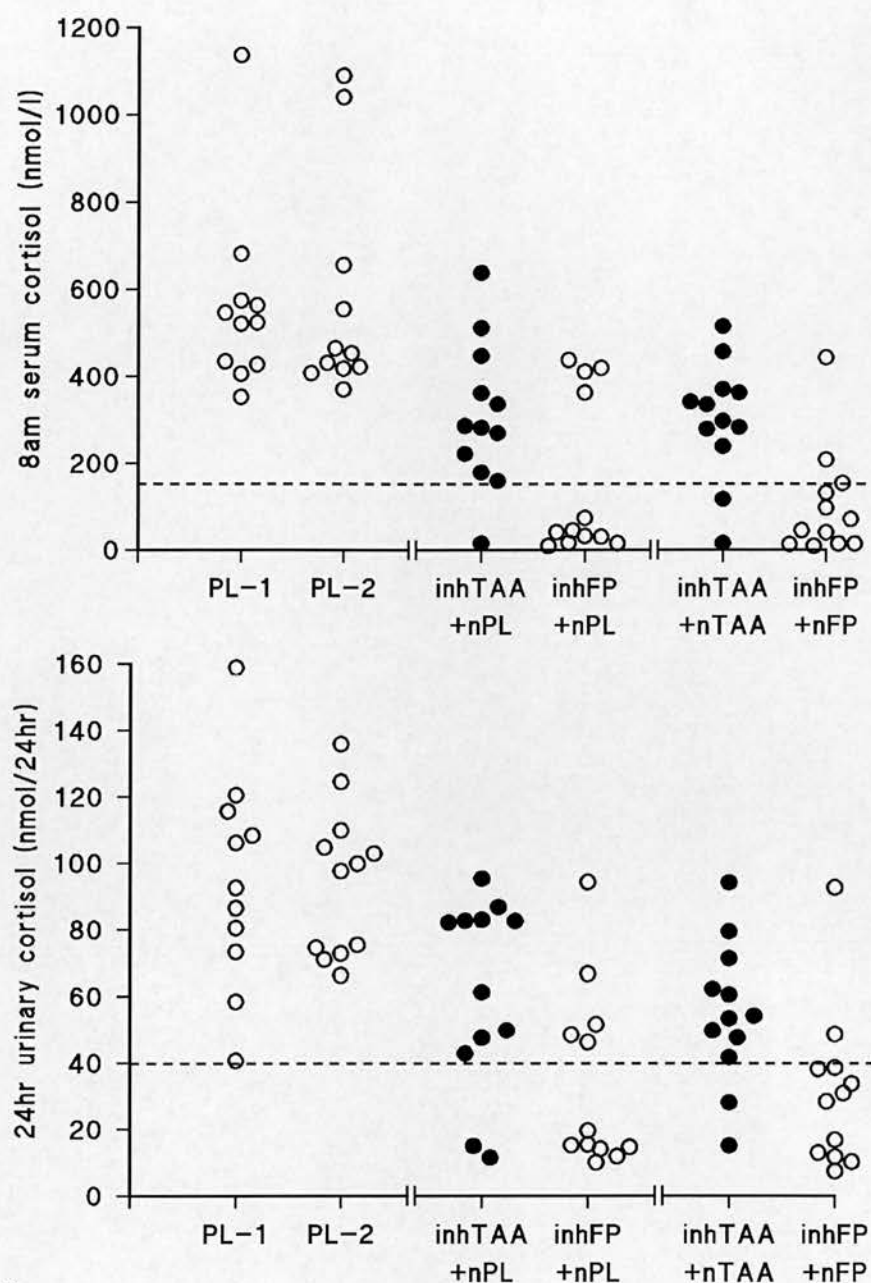 8am serum cortisol (nmol/l)
1200
1000
800
600
400
200
0
PL-1 PL-2 inhTAA inhFP inhTAA inhFP
+nPL +nPL +nTAA +nFP
24hr urinary cortisol (nmol/24hr)
160
140
120
100
80
60
40
20
0
PL-1 PL-2 inhTAA inhFP inhTAA inhFP
+nPL +nPL +nTAA +nFP